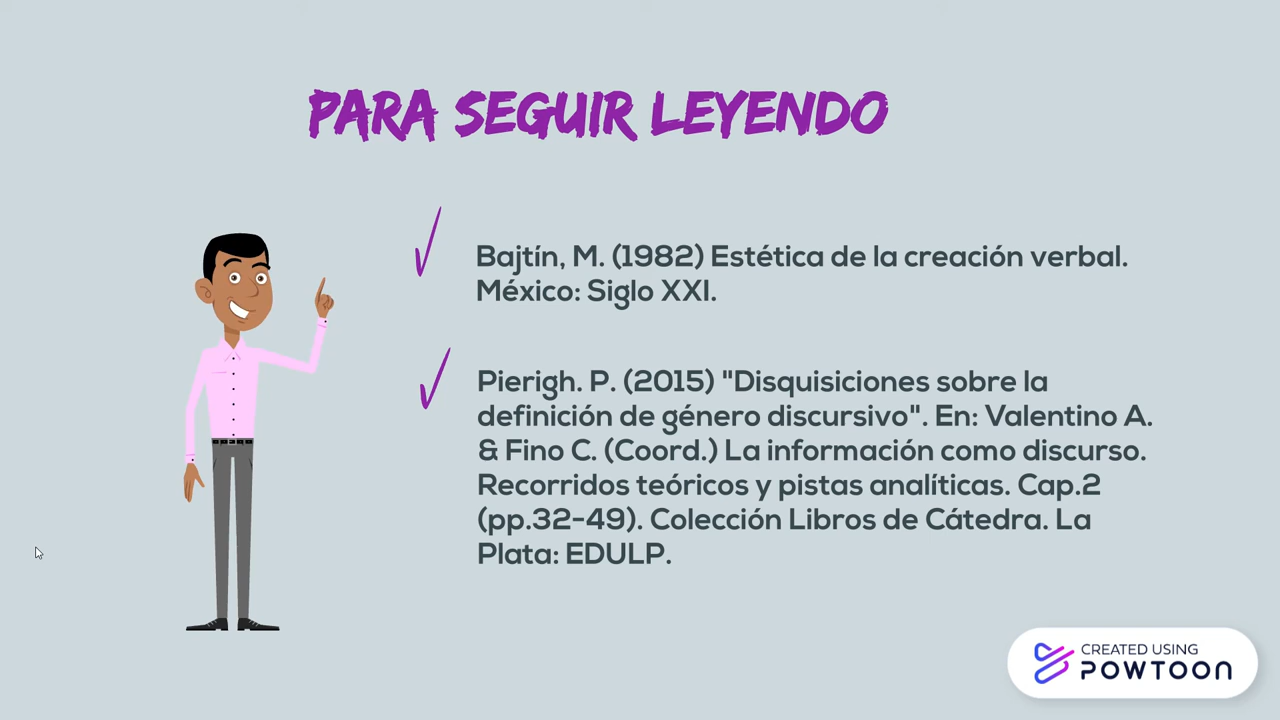 PARA SEGUIR LEYENDO
Bajtín, M. (1982) Estética de la creación verbal.
México: Siglo XXI.
Pierigh. P. (2015) "Disquisiciones sobre la
definición de género discursivo". En: Valentino A.
& Fino C. (Coord.) La información como discurso.
Recorridos teóricos y pistas analíticas. Cap.2
(pp.32-49). Colección Libros de Cátedra. La
Plata: EDULP.
CREATED USING
POWTOON